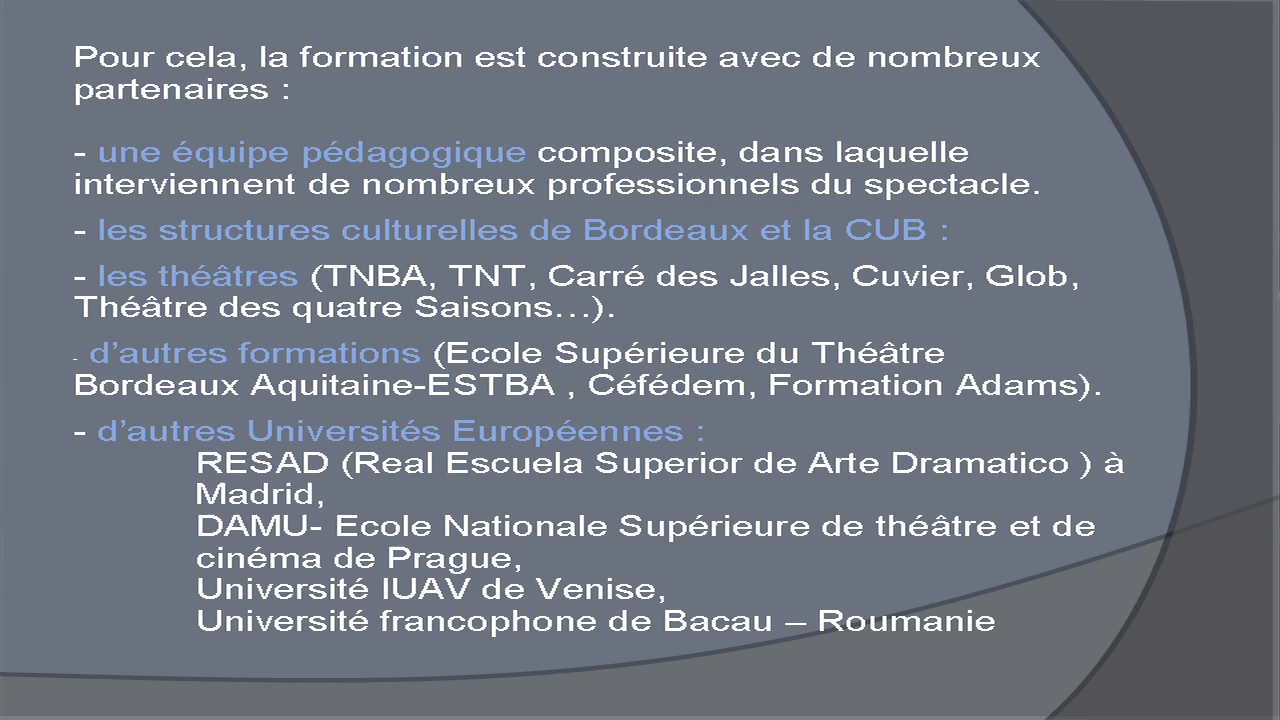 Pour cela, la formation est construite avec de nombreux
partenaires :
- une équipe pédagogique composite, dans laquelle
interviennent de nombreux professionnels du spectacle.
- les structures culturelles de Bordeaux et la CUB :
- les théâtres (TNBA, TNT, Carré des Jalles, Cuvier, Glob,
Théâtre des quatre Saisons…).
- d’autres formations (Ecole Supérieure du Théâtre
Bordeaux Aquitaine-ESTBA , Céfédem, Formation Adams).
- d’autres Universités Européennes :
RESAD (Real Escuela Superior de Arte Dramatico ) à
Madrid,
DAMU- Ecole Nationale Supérieure de théâtre et de
cinéma de Prague,
Université IUAV de Venise,
Université francophone de Bacau – Roumanie